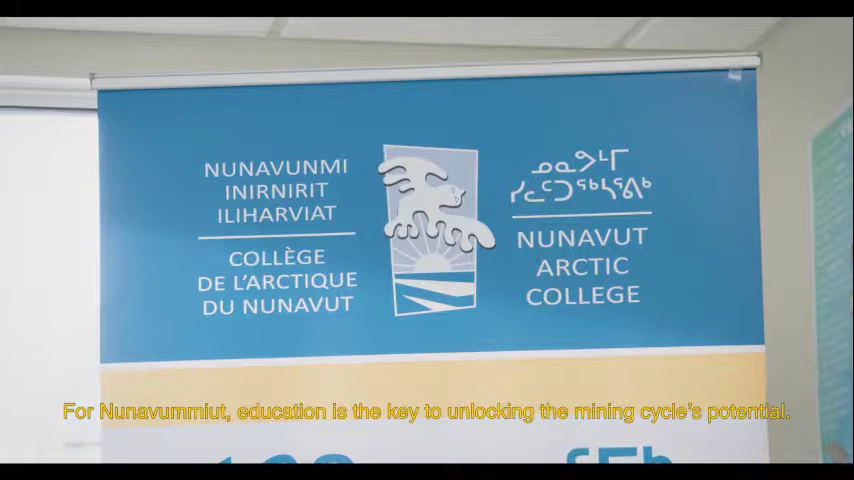 NUNAVUNMI
INIRNIRIT
ILIHARVIAT
COLLÈGE
DE L'ARCTIQUE
DU NUNAVUT
ᓄᓇᕗᒻᒥ
ᓯᓚᑦᑐᖅᓴᕐᕕᒃ
NUNAVUT
ARCTIC
COLLEGE
For Nunavummiut, education is the key to unlocking the mining cycle's potential.